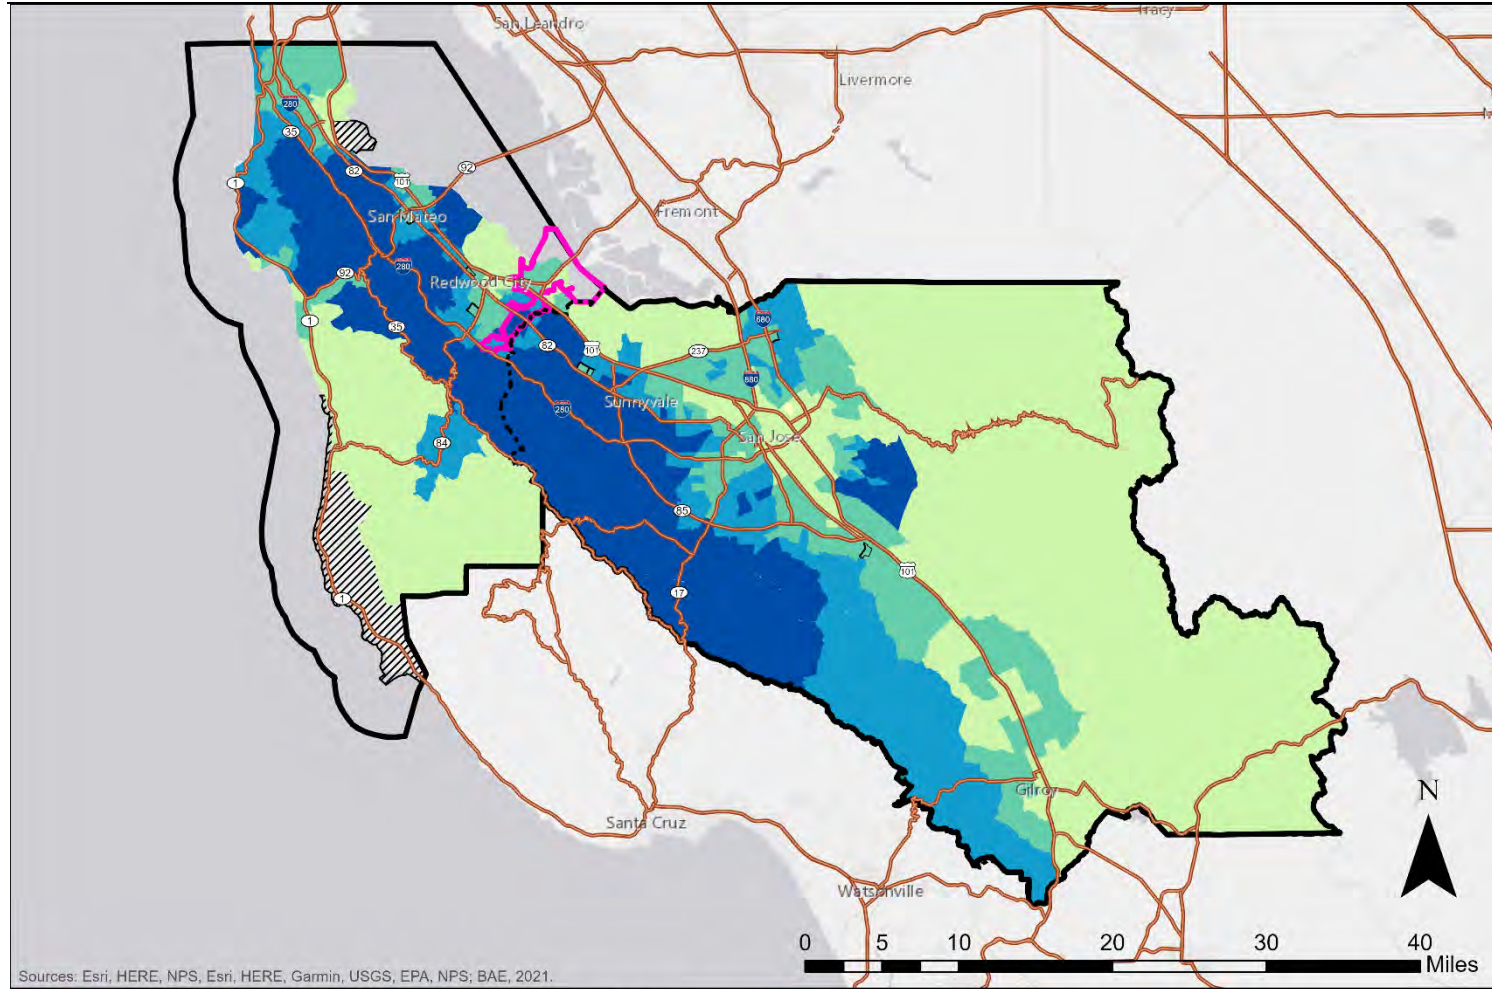 San Leandro
Tracy
Livermore
280
35
82
101
92
1
San Mateo
Fremont
92
280
Redwood City
1
35
82
101
237
680
880
280
Sunnyvale
San Jose
84
85
101
17
1
Gilroy
Santa Cruz
Watsonville
N
0 5 10 20 30 40
Miles
Sources: Esri, HERE, NPS, Esri, HERE, Garmin, USGS, EPA, NPS; BAE, 2021.